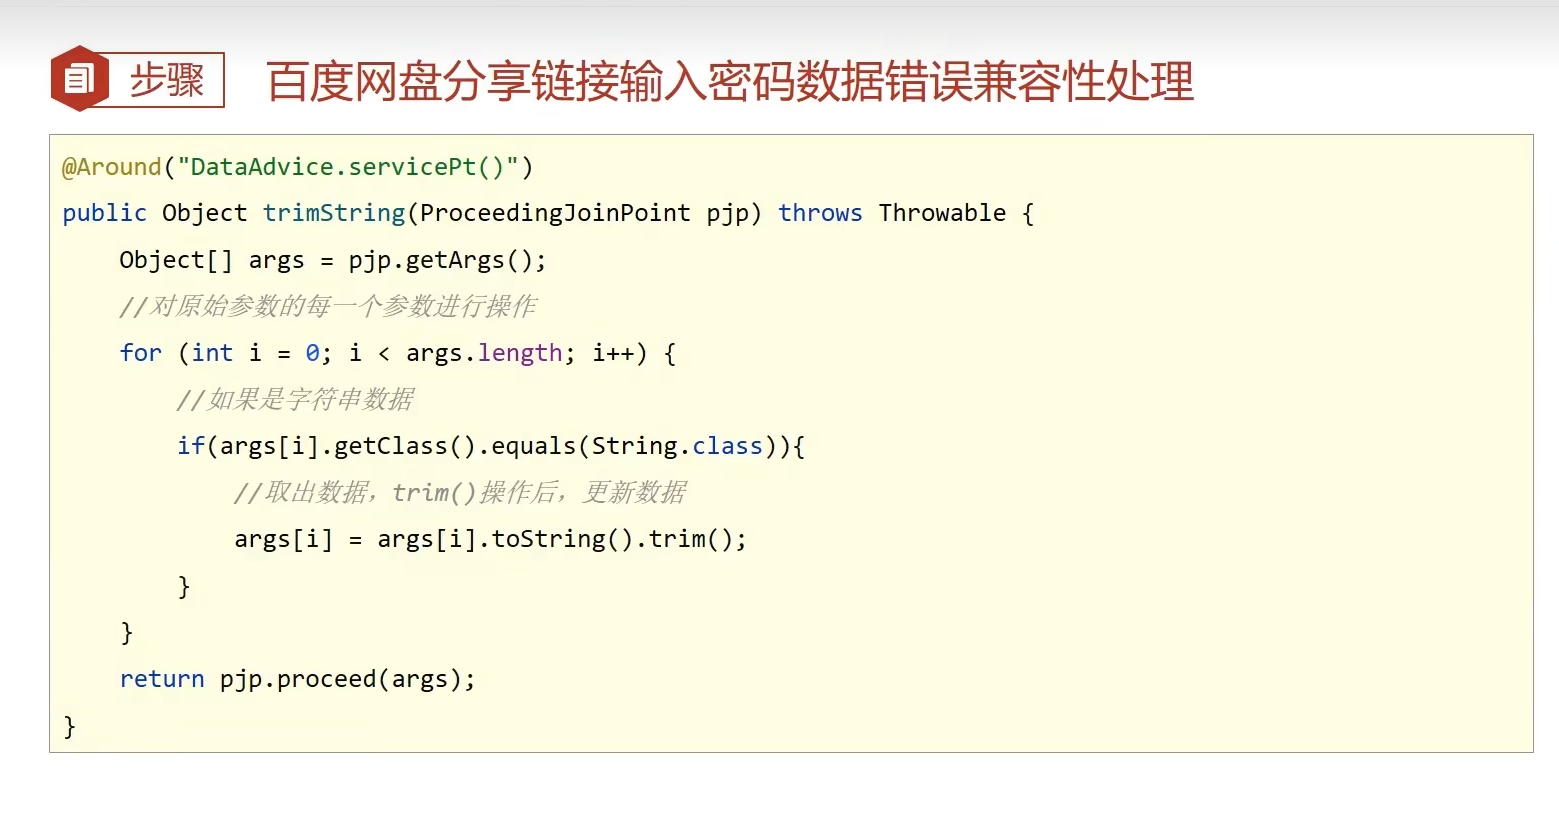 步骤
百度网盘分享链接输入密码数据错误兼容性处理
@Around("DataAdvice.servicePt()")
public Object trimString(ProceedingJoinPoint pjp) throws Throwable {
    Object[] args = pjp.getArgs();
    //对原始参数的每一个参数进行操作
    for (int i = 0; i < args.length; i++) {
        //如果是字符串数据
        if(args[i].getClass().equals(String.class)){
            //取出数据，trim()操作后，更新数据
            args[i] = args[i].toString().trim();
        }
    }
    return pjp.proceed(args);
}